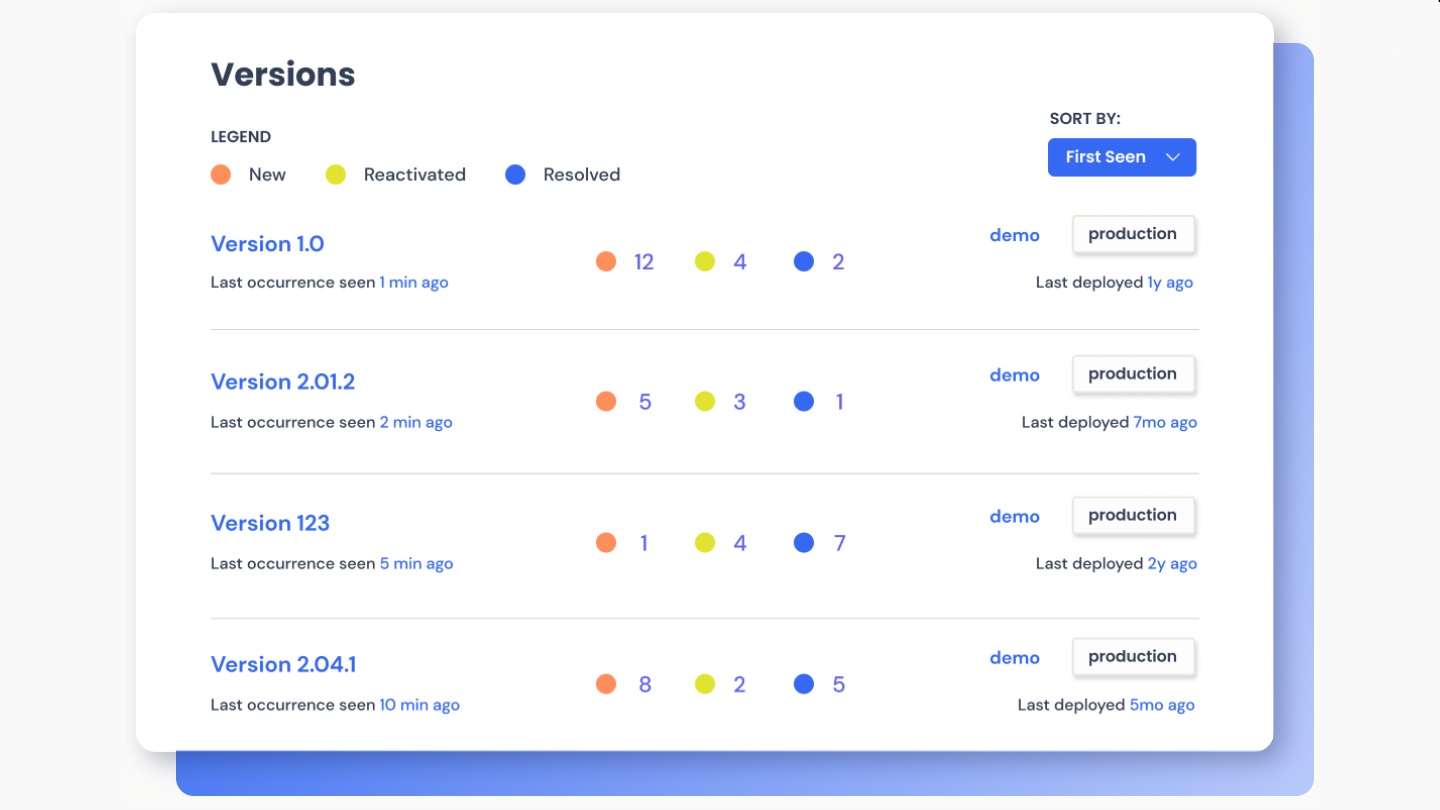 Versions
SORT BY:
LEGEND
First Seen
New Reactivated Resolved
Version 1.0 12 4 2 demo production
Last occurrence seen 1 min ago Last deployed 1y ago
Version 2.01.2 5 3 1 demo production
Last occurrence seen 2 min ago Last deployed 7mo ago
Version 123 1 4 7 demo production
Last occurrence seen 5 min ago Last deployed 2y ago
Version 2.04.1 8 2 5 demo production
Last occurrence seen 10 min ago Last deployed 5mo ago